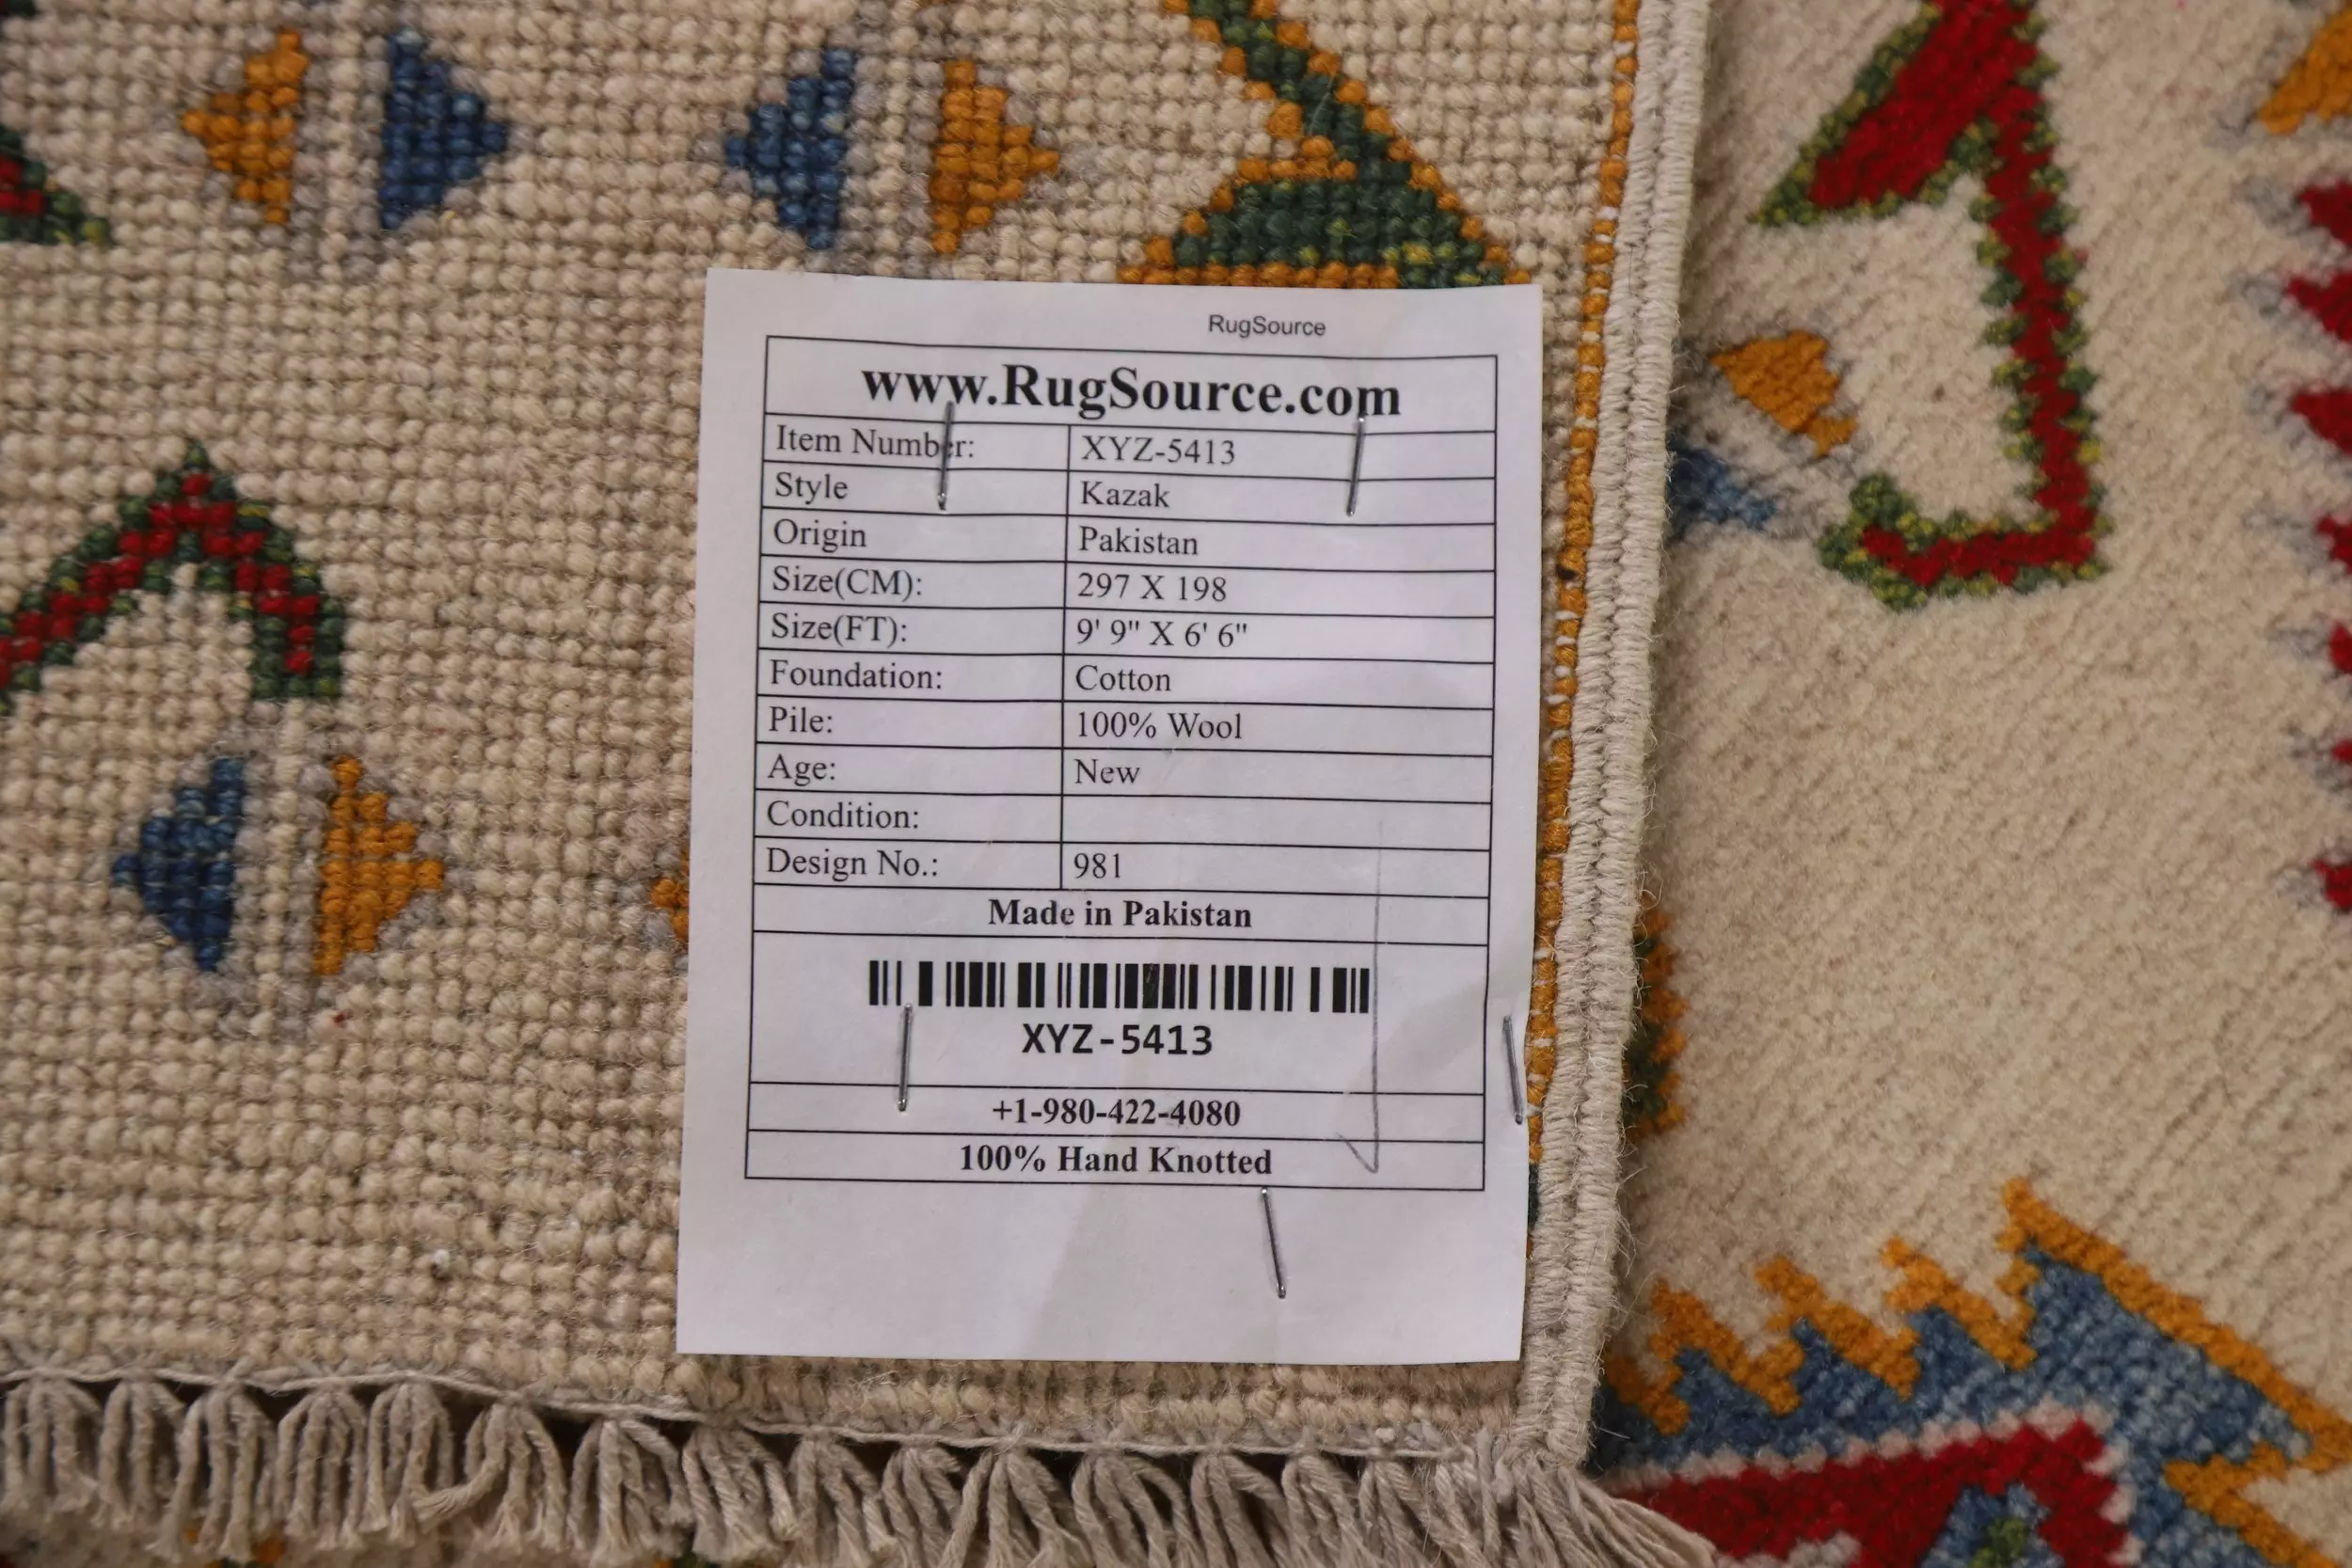 RugSource
www.RugSource.com
Item Number: XYZ-5413
Style Kazak
Origin Pakistan
Size(CM): 297 X 198
Size(FT): 9' 9" X 6' 6"
Foundation: Cotton
Pile: 100% Wool
Age: New
Condition:
Design No.: 981
Made in Pakistan
XYZ-5413
+1-980-422-4080
100% Hand Knotted